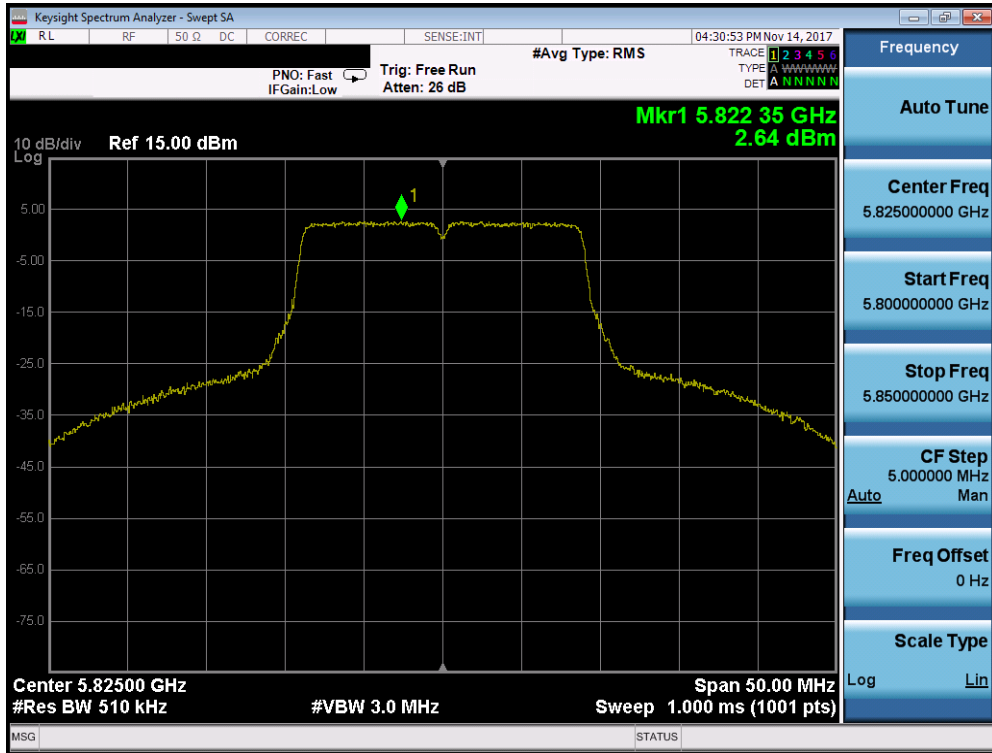 Keysight Spectrum Analyzer - Swept SA
LXI RL RF 50 Ω DC CORREC SENSE:INT 04:30:53 PM Nov 14, 2017
#Avg Type: RMS TRACE 1 2 3 4 5 6
PNO: Fast Trig: Free Run TYPE A WWWWW
IFGain:Low Atten: 26 dB DET A N N N N N
Mkr1 5.822 35 GHz
2.64 dBm
10 dB/div Ref 15.00 dBm
Log
1
5.00
-5.00
-15.0
-25.0
-35.0
-45.0
-55.0
-65.0
-75.0
Center 5.82500 GHz Span 50.00 MHz
#Res BW 510 kHz #VBW 3.0 MHz Sweep 1.000 ms (1001 pts)
MSG STATUS
Frequency
Auto Tune
Center Freq
5.825000000 GHz
Start Freq
5.800000000 GHz
Stop Freq
5.850000000 GHz
CF Step
5.000000 MHz
Auto Man
Freq Offset
0 Hz
Scale Type
Log Lin